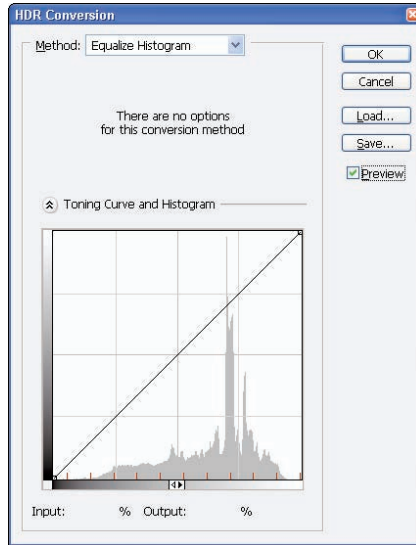 HDR Conversion
Method: Equalize Histogram
OK
Cancel
There are no options
for this conversion method
Load...
Save...
Preview
Toning Curve and Histogram
Input: % Output: %